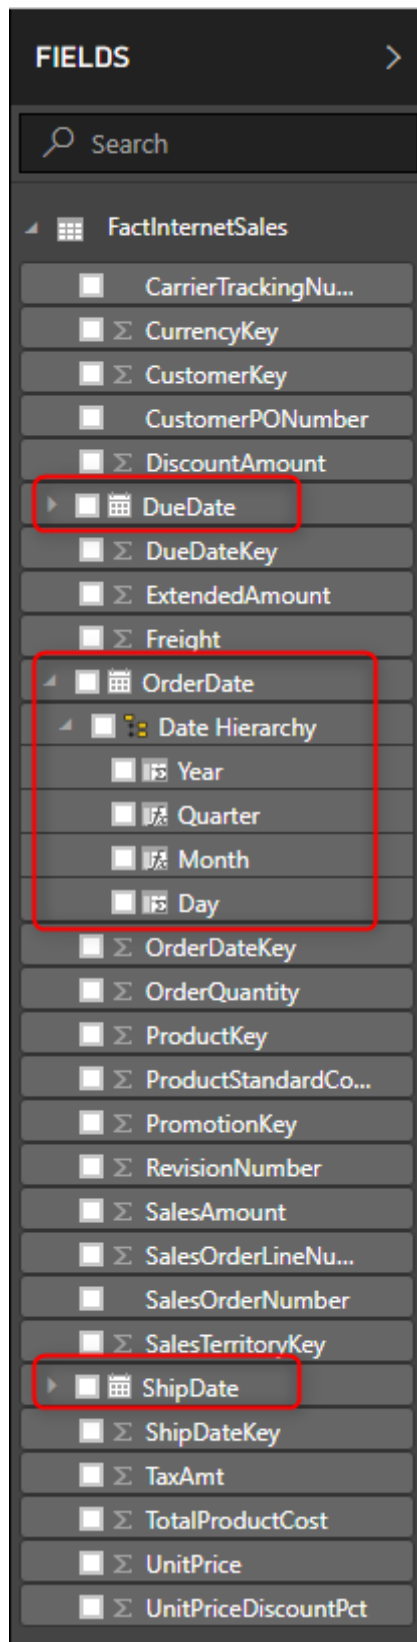 FIELDS
Search
FactInternetSales
CarrierTrackingNu...
CurrencyKey
CustomerKey
CustomerPONumber
DiscountAmount
DueDate
DueDateKey
ExtendedAmount
Freight
OrderDate
Date Hierarchy
Year
Quarter
Month
Day
OrderDateKey
OrderQuantity
ProductKey
ProductStandardCo...
PromotionKey
RevisionNumber
SalesAmount
SalesOrderLineNu...
SalesOrderNumber
SalesTerritoryKey
ShipDate
ShipDateKey
TaxAmt
TotalProductCost
UnitPrice
UnitPriceDiscountPct